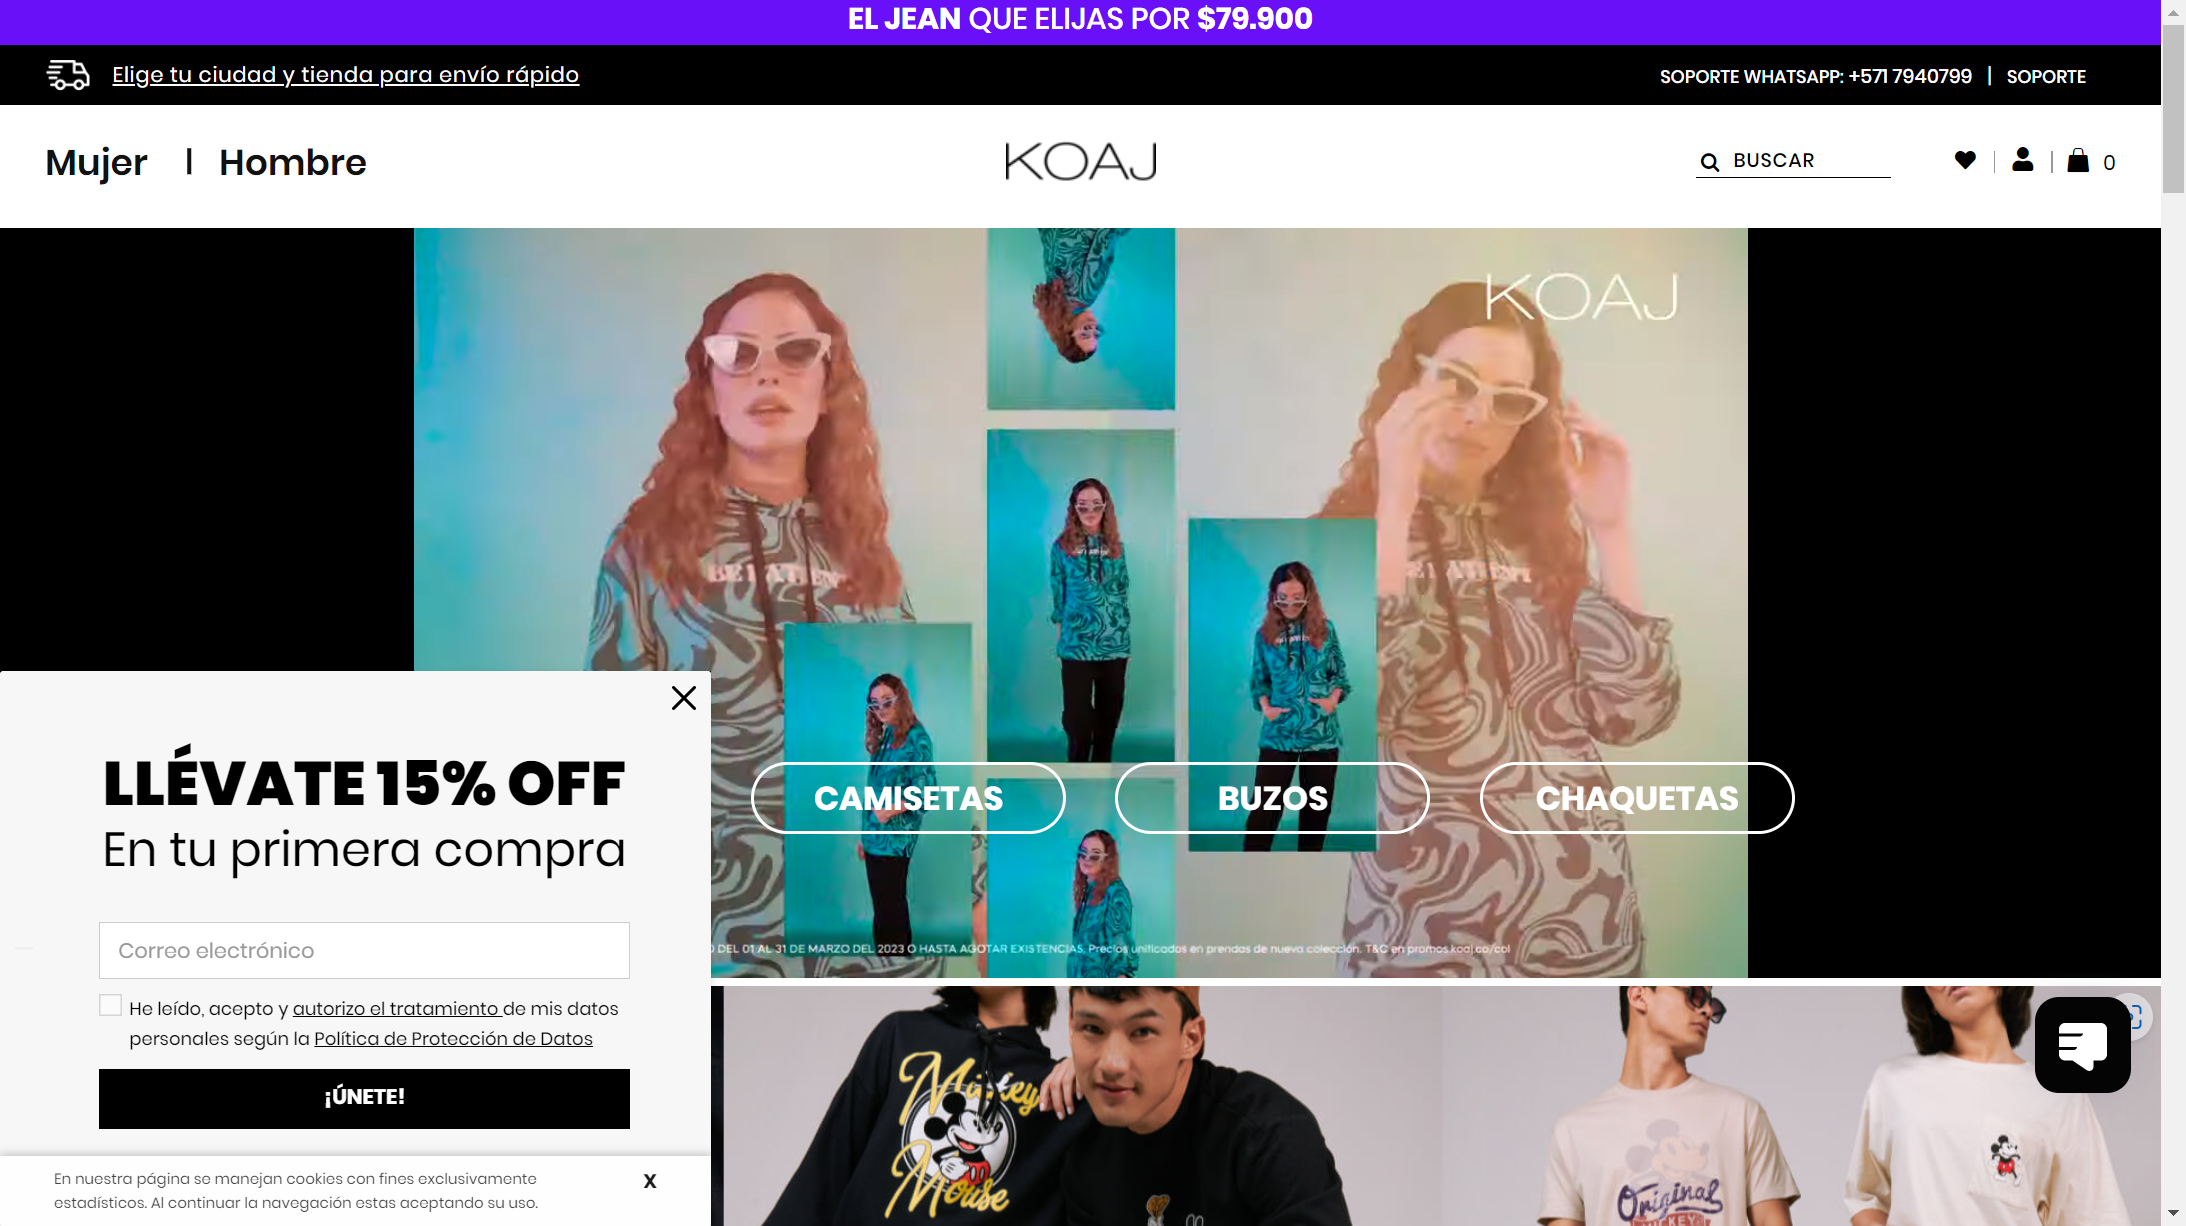 EL JEAN QUE ELIJAS POR $79.900
Elige tu ciudad y tienda para envío rápido
SOPORTE WHATSAPP: +571 7940799 | SOPORTE
Mujer | Hombre
KOAJ
BUSCAR
0
KOAJ
CAMISETAS
BUZOS
CHAQUETAS
DEL 01 AL 31 DE MARZO DEL 2023 O HASTA AGOTAR EXISTENCIAS. Precios unificados en prendas de nueva colección. T&C en promos.koaj.co/col
LLÉVATE 15% OFF
En tu primera compra
Correo electrónico
He leído, acepto y autorizo el tratamiento de mis datos
personales según la Política de Protección de Datos
¡ÚNETE!
En nuestra página se manejan cookies con fines exclusivamente
estadísticos. Al continuar la navegación estas aceptando su uso.
X
Mickey
Mouse
Original
MICKEY